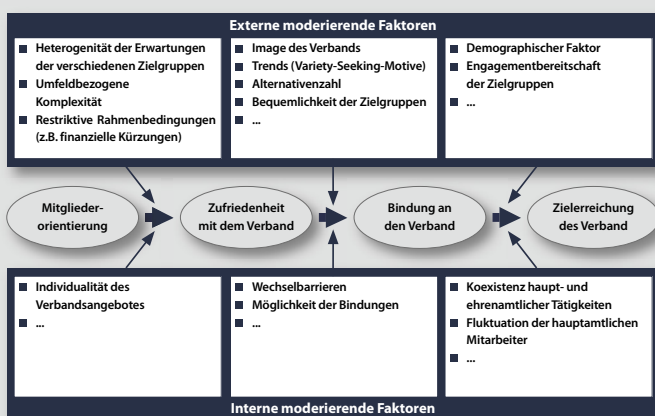 Externe moderierende Faktoren
Heterogenität der Erwartungen
der verschiedenen Zielgruppen
Umfeldbezogene
Komplexität
Restriktive Rahmenbedingungen
(z.B. finanzielle Kürzungen)
Image des Verbands
Trends (Variety-Seeking-Motive)
Alternativenzahl
Bequemlichkeit der Zielgruppen
...
Demographischer Faktor
Engagementbereitschaft
der Zielgruppen
...
Mitglieder-
orientierung
Zufriedenheit
mit dem Verband
Bindung an
den Verband
Zielerreichung
des Verband
Individualität des
Verbandsangebotes
...
Wechselbarrieren
Möglichkeit der Bindungen
...
Koexistenz haupt- und
ehrenamtlicher Tätigkeiten
Fluktuation der hauptamtlichen
Mitarbeiter
...
Interne moderierende Faktoren